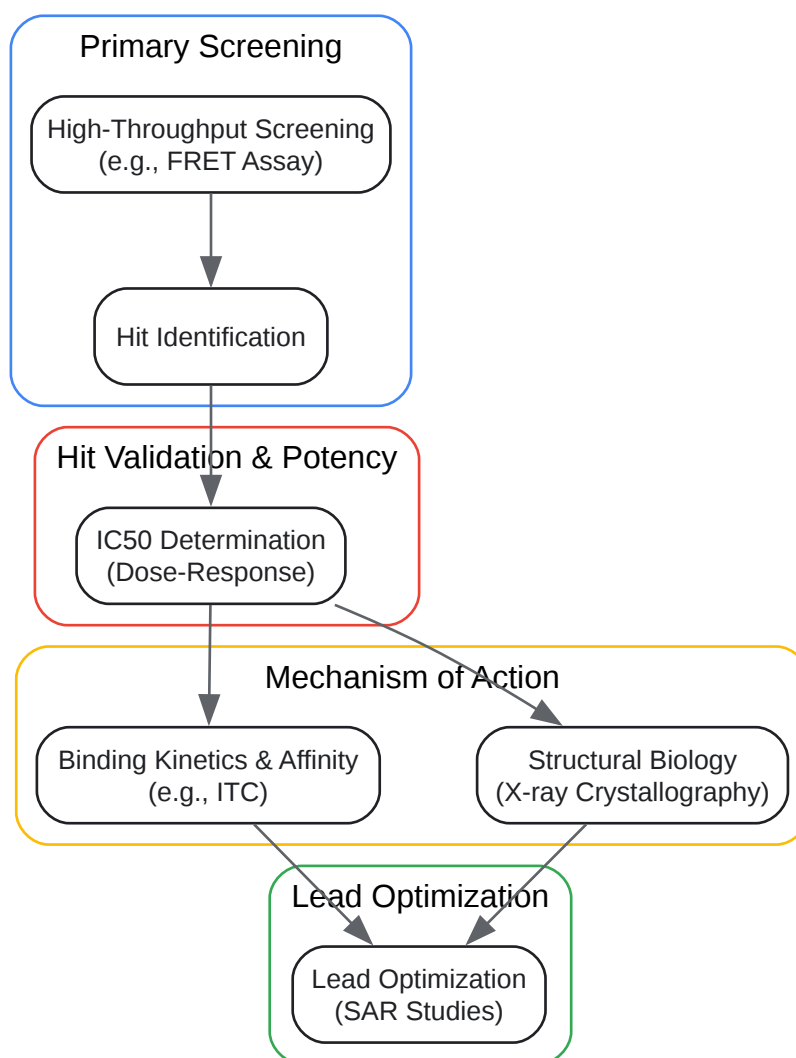 Primary Screening
High-Throughput Screening
(e.g., FRET Assay)
Hit Identification
Hit Validation & Potency
IC50 Determination
(Dose-Response)
Mechanism of Action
Binding Kinetics & Affinity
(e.g., ITC)
Structural Biology
(X-ray Crystallography)
Lead Optimization
Lead Optimization
(SAR Studies)